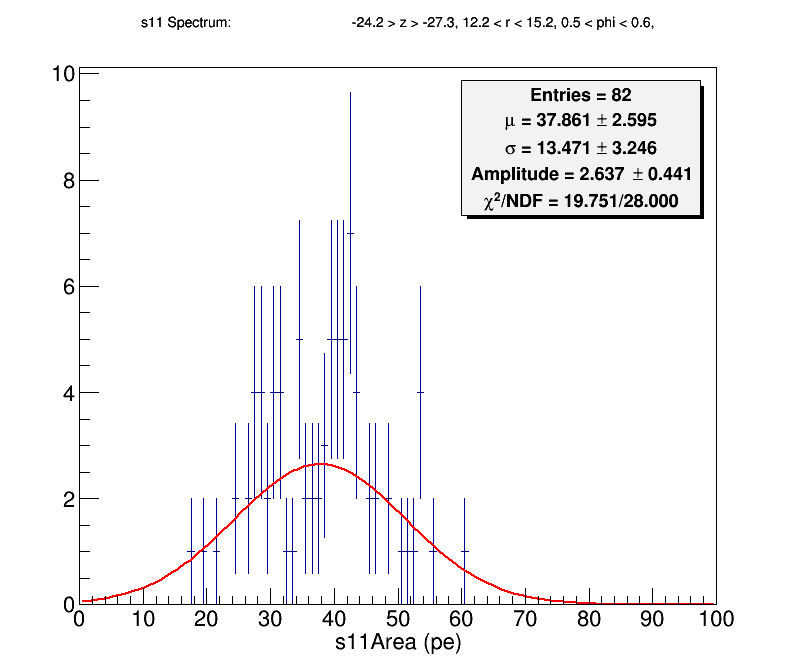 s11 Spectrum: -24.2 > z > -27.3, 12.2 < r < 15.2, 0.5 < phi < 0.6,
Entries = 82
μ = 37.861 ± 2.595
σ = 13.471 ± 3.246
Amplitude = 2.637 ± 0.441
χ²/NDF = 19.751/28.000
10
8
6
4
2
0
0 10 20 30 40 50 60 70 80 90 100
s11Area (pe)